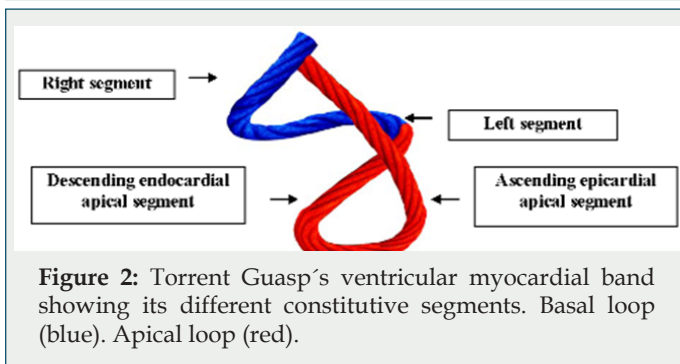 Right segment
Left segment
Descending endocardial
apical segment
Ascending epicardial
apical segment
Figure 2: Torrent Guasp´s ventricular myocardial band
showing its different constitutive segments. Basal loop
(blue). Apical loop (red).